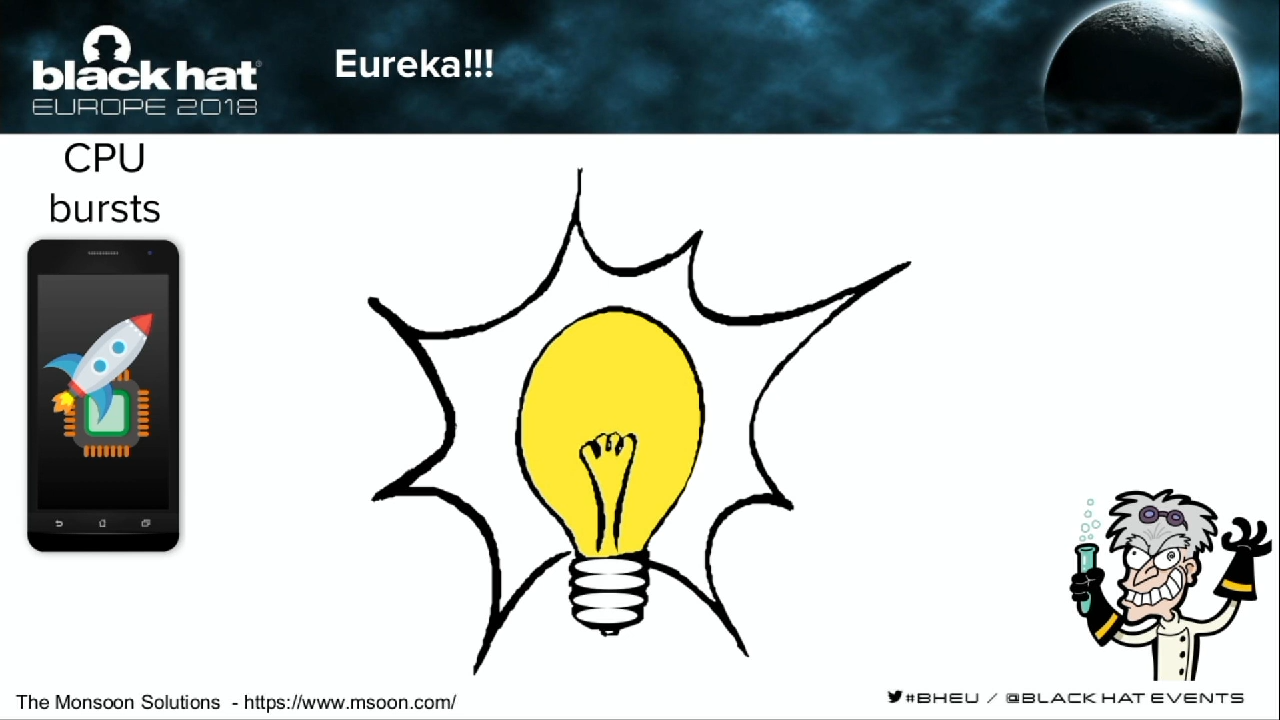 black hat
EUROPE 2018
Eureka!!!
CPU
bursts
The Monsoon Solutions - https://www.msoon.com/
#BHEU / @BLACK HAT EVENTS